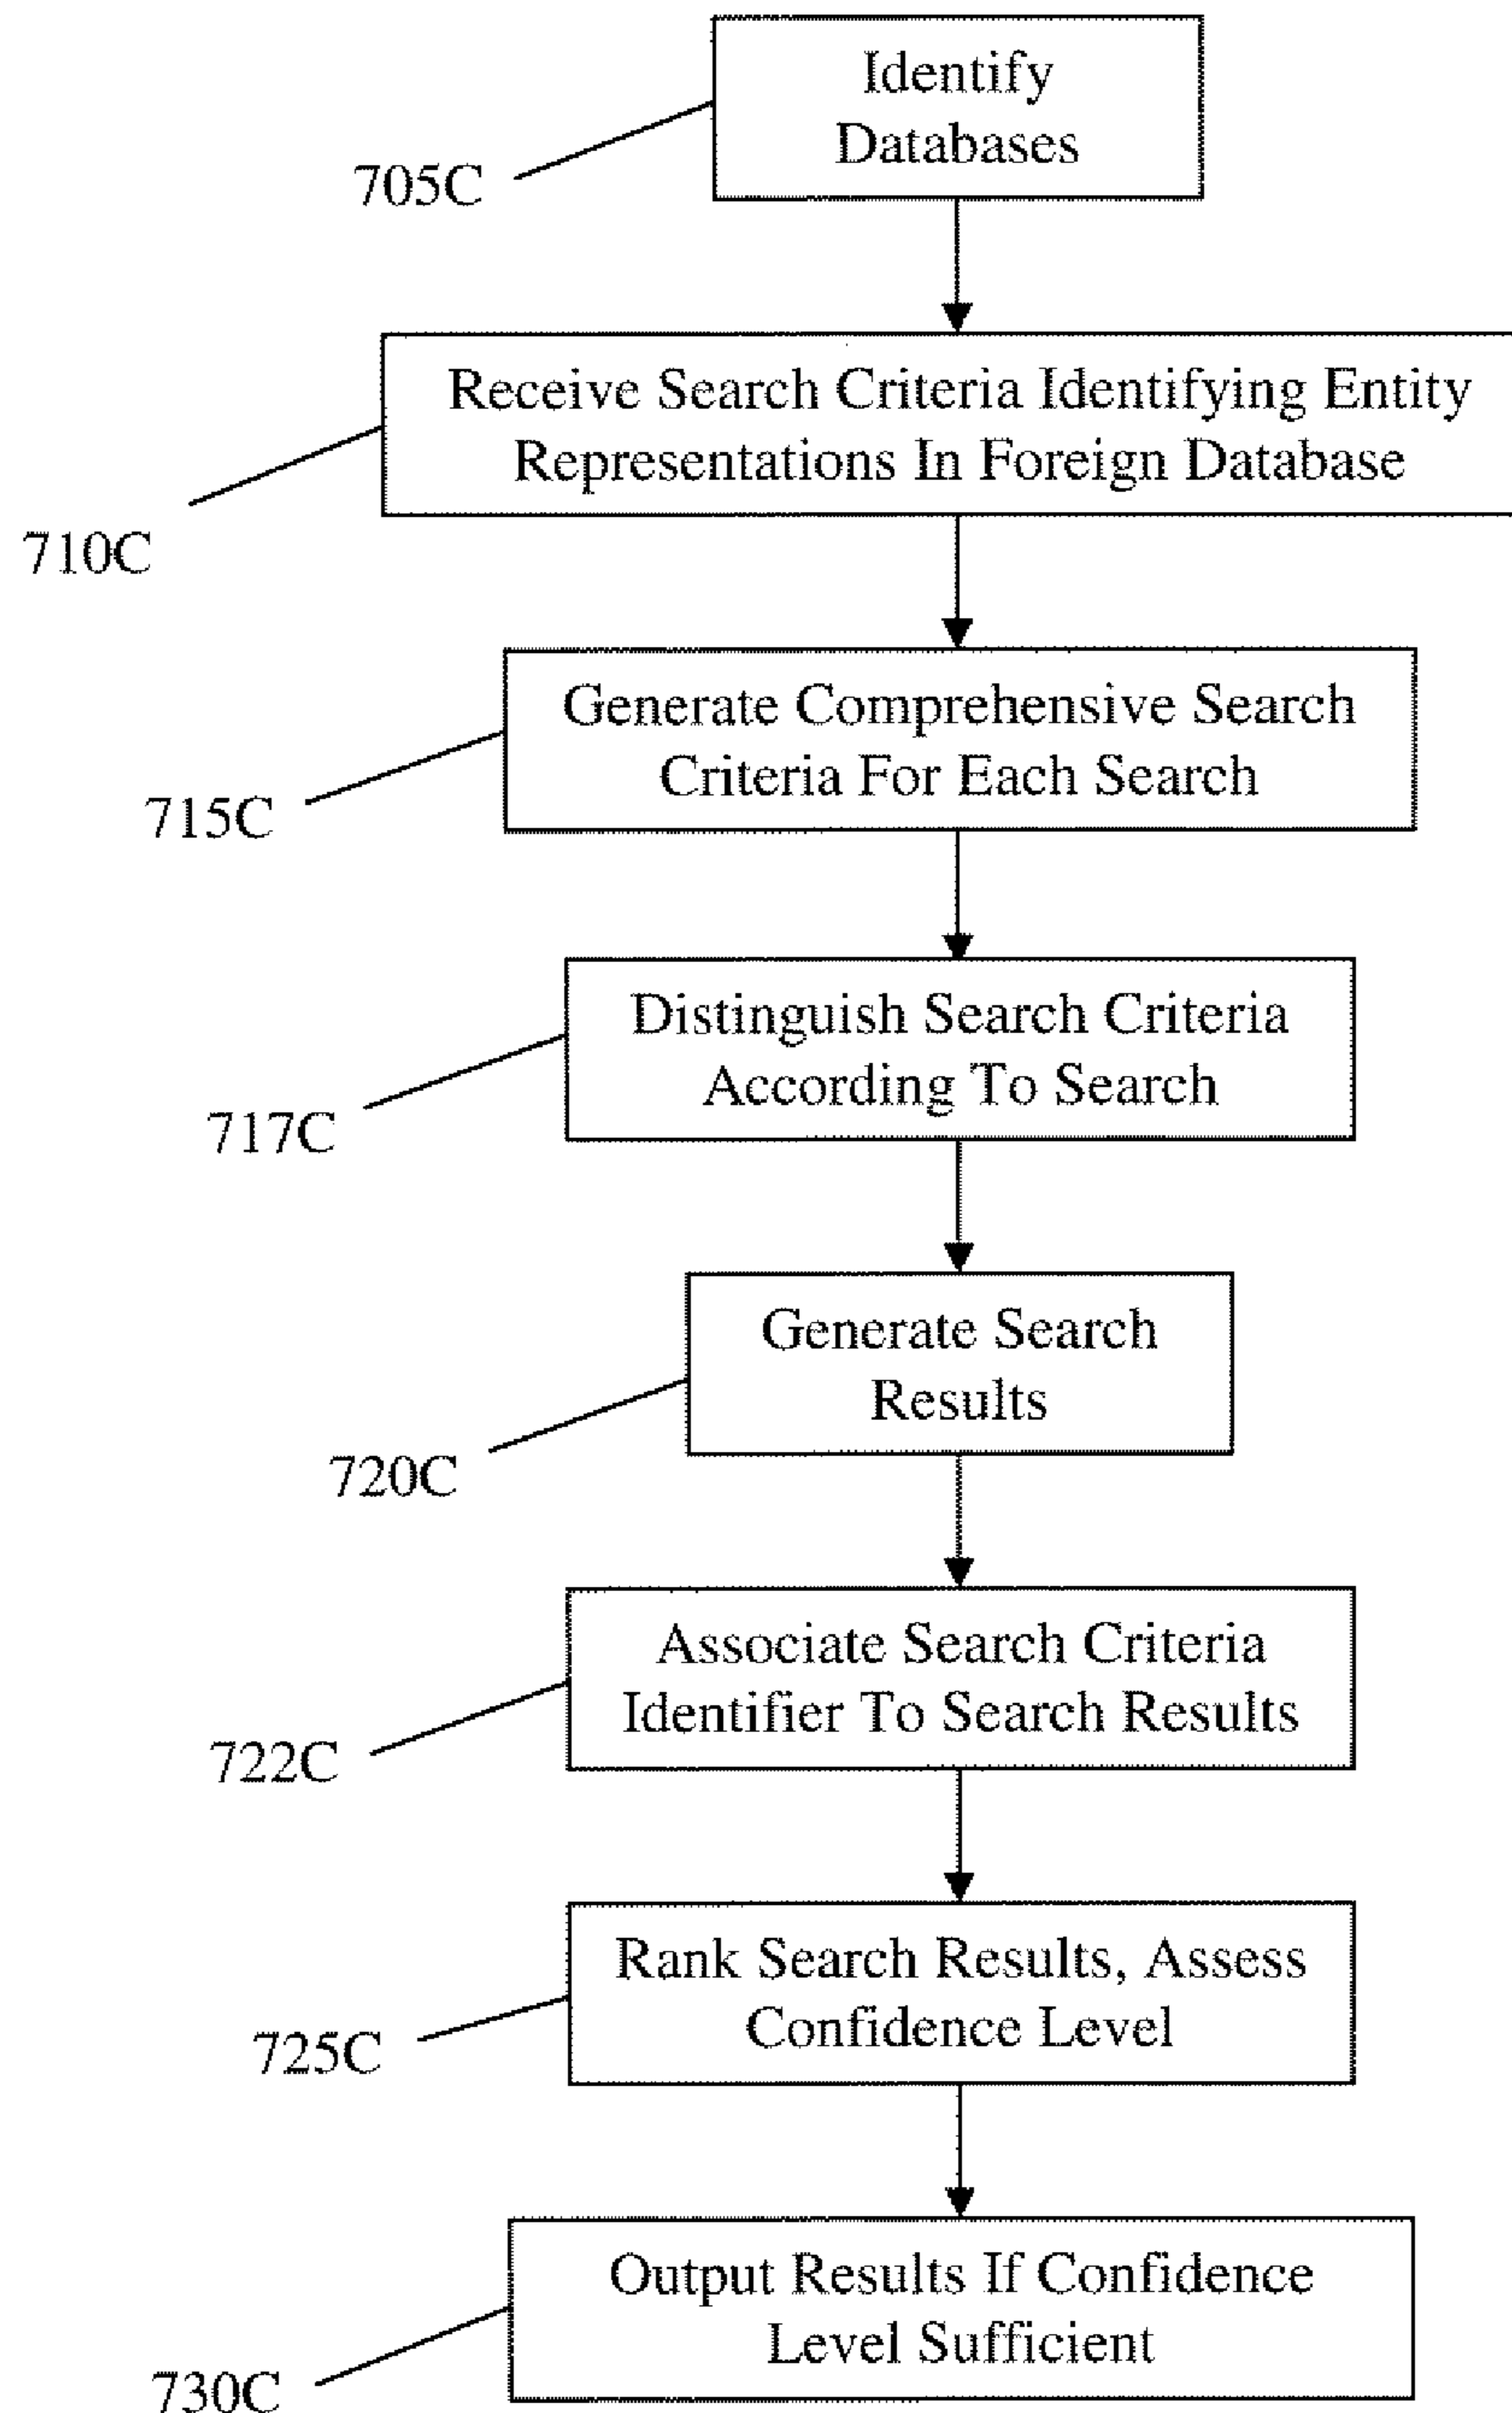 Identify
Databases
705C
Receive Search Criteria Identifying Entity
Representations In Foreign Database
710C
Generate Comprehensive Search
Criteria For Each Search
715C
Distinguish Search Criteria
According To Search
717C
Generate Search
Results
720C
Associate Search Criteria
Identifier To Search Results
722C
Rank Search Results, Assess
Confidence Level
725C
Output Results If Confidence
Level Sufficient
730C